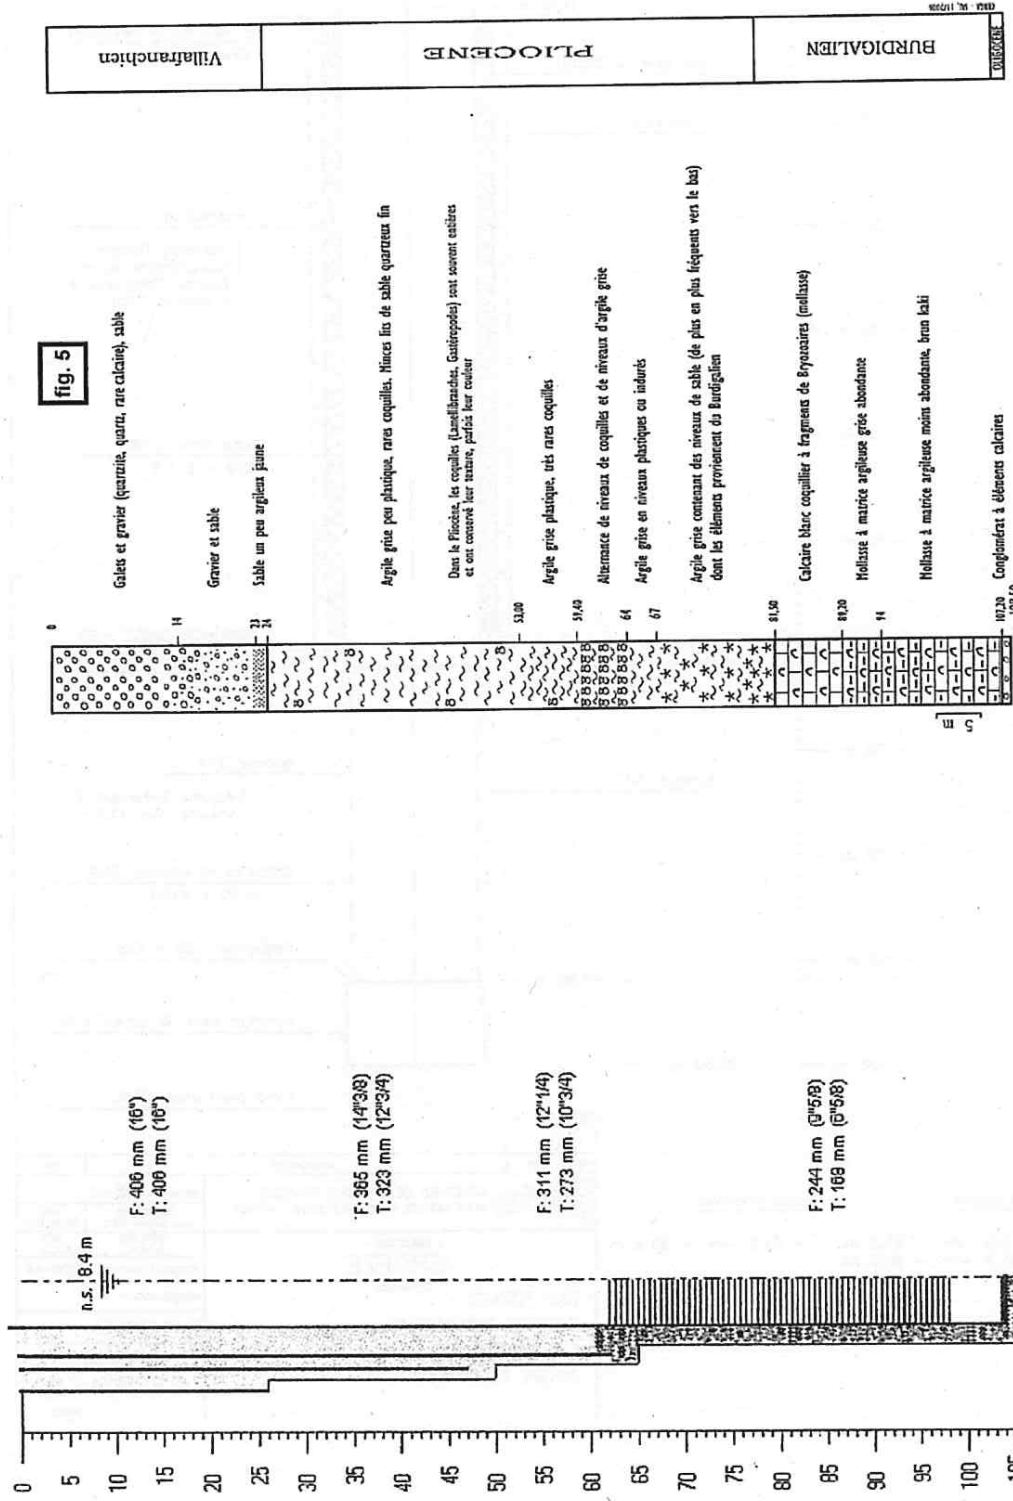 fig. 5
0
Galets et gravier (quartzite, quartz, rare calcaire), sable
14
Gravier et sable
23
Sable un peu argileux jaune
24
Argile grise peu plastique, rares coquilles. Minces lits de sable quartzeux fin
Dans le Pliocène, les coquilles (Lamellibranches, Gastéropodes) sont souvent entières
et ont conservé leur texture, parfois leur couleur
53,00
Argile grise plastique, très rares coquilles
59,40
Alternance de niveaux de coquilles et de niveaux d'argile grise
64
Argile grise en niveaux plastiques ou indurés
67
Argile grise contenant des niveaux de sable (de plus en plus fréquents vers le bas)
dont les éléments proviennent du Burdigalien
81,50
Calcaire blanc coquillier à fragments de Bryozoaires (mollasse)
89,20
Mollasse à matrice argileuse grise abondante
94
Mollasse à matrice argileuse moins abondante, brun kaki
107,20
Conglomérat à éléments calcaires
107,50
5 m
Villafranchien
PLIOCENE
BURDIGALIEN
OLIGOCENE
n.s. 8.4 m
F: 406 mm (16")
T: 406 mm (16")
F: 365 mm (14"3/8)
T: 323 mm (12"3/4)
F: 311 mm (12"1/4)
T: 273 mm (10"3/4)
F: 244 mm (9"5/8)
T: 168 mm (6"5/8)
0
5
10
15
20
25
30
35
40
45
50
55
60
65
70
75
80
85
90
95
100
105